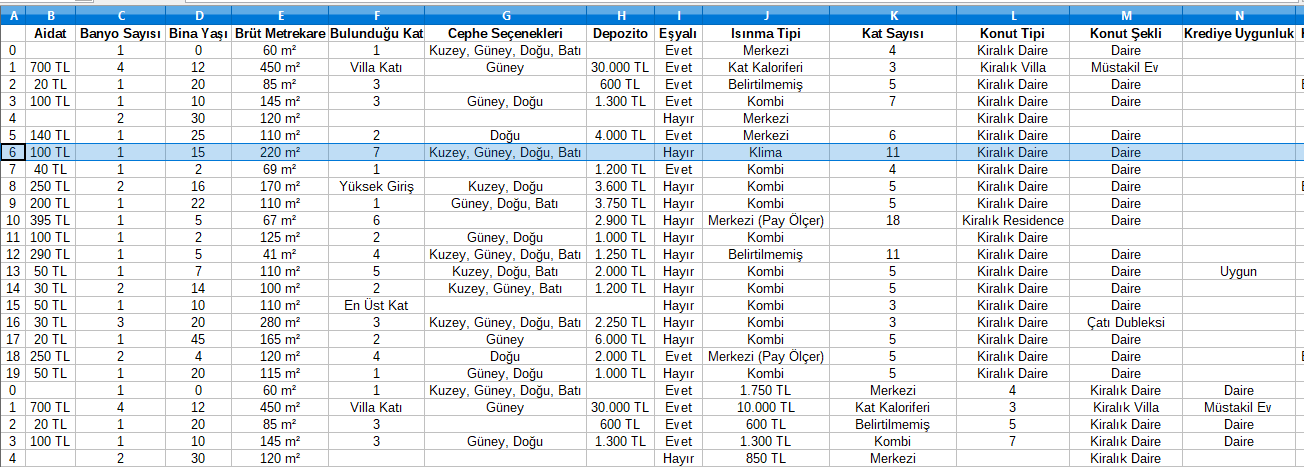 A B C D E F G H I J K L M N
Aidat Banyo Sayısı Bina Yaşı Brüt Metrekare Bulunduğu Kat Cephe Seçenekleri Depozito Eşyalı Isınma Tipi Kat Sayısı Konut Tipi Konut Şekli Krediye Uygunluk
0 1 0 60 m² 1 Kuzey, Güney, Doğu, Batı Evet Merkezi 4 Kiralık Daire Daire
1 700 TL 4 12 450 m² Villa Katı Güney 30.000 TL Evet Kat Kaloriferi 3 Kiralık Villa Müstakil Ev
2 20 TL 1 20 85 m² 3 600 TL Evet Belirtilmemiş 5 Kiralık Daire Daire
3 100 TL 1 10 145 m² 3 Güney, Doğu 1.300 TL Evet Kombi 7 Kiralık Daire Daire
4 2 30 120 m² Hayır Merkezi Kiralık Daire
5 140 TL 1 25 110 m² 2 Doğu 4.000 TL Evet Merkezi 6 Kiralık Daire Daire
6 100 TL 1 15 220 m² 7 Kuzey, Güney, Doğu, Batı Hayır Klima 11 Kiralık Daire Daire
7 40 TL 1 2 69 m² 1 1.200 TL Evet Kombi 4 Kiralık Daire Daire
8 250 TL 2 16 170 m² Yüksek Giriş Kuzey, Doğu 3.600 TL Hayır Kombi 5 Kiralık Daire Daire
9 200 TL 1 22 110 m² 1 Güney, Doğu, Batı 3.750 TL Hayır Kombi 5 Kiralık Daire Daire
10 395 TL 1 5 67 m² 6 2.900 TL Hayır Merkezi (Pay Ölçer) 18 Kiralık Residence Daire
11 100 TL 1 2 125 m² 2 Güney, Doğu 1.000 TL Hayır Kombi Kiralık Daire
12 290 TL 1 5 41 m² 4 Kuzey, Güney, Doğu, Batı 1.250 TL Hayır Belirtilmemiş 11 Kiralık Daire Daire
13 50 TL 1 7 110 m² 5 Kuzey, Doğu, Batı 2.000 TL Hayır Kombi 5 Kiralık Daire Daire Uygun
14 30 TL 2 14 100 m² 2 Kuzey, Güney, Batı 1.200 TL Hayır Kombi 5 Kiralık Daire Daire
15 50 TL 1 10 110 m² En Üst Kat Hayır Kombi 3 Kiralık Daire Daire
16 30 TL 3 20 280 m² 3 Kuzey, Güney, Doğu, Batı 2.250 TL Hayır Kombi 3 Kiralık Daire Çatı Dubleksi
17 20 TL 1 45 165 m² 2 Güney 6.000 TL Hayır Kombi 5 Kiralık Daire Daire
18 250 TL 2 4 120 m² 4 Doğu 2.000 TL Evet Merkezi (Pay Ölçer) 5 Kiralık Daire Daire
19 50 TL 1 20 115 m² 1 Güney, Doğu 1.000 TL Hayır Kombi 5 Kiralık Daire Daire
0 1 0 60 m² 1 Kuzey, Güney, Doğu, Batı Evet 1.750 TL Merkezi 4 Kiralık Daire Daire
1 700 TL 4 12 450 m² Villa Katı Güney 30.000 TL Evet 10.000 TL Kat Kaloriferi 3 Kiralık Villa Müstakil Ev
2 20 TL 1 20 85 m² 3 600 TL Evet 600 TL Belirtilmemiş 5 Kiralık Daire Daire
3 100 TL 1 10 145 m² 3 Güney, Doğu 1.300 TL Evet 1.300 TL Kombi 7 Kiralık Daire Daire
4 2 30 120 m² Hayır 850 TL Merkezi Kiralık Daire